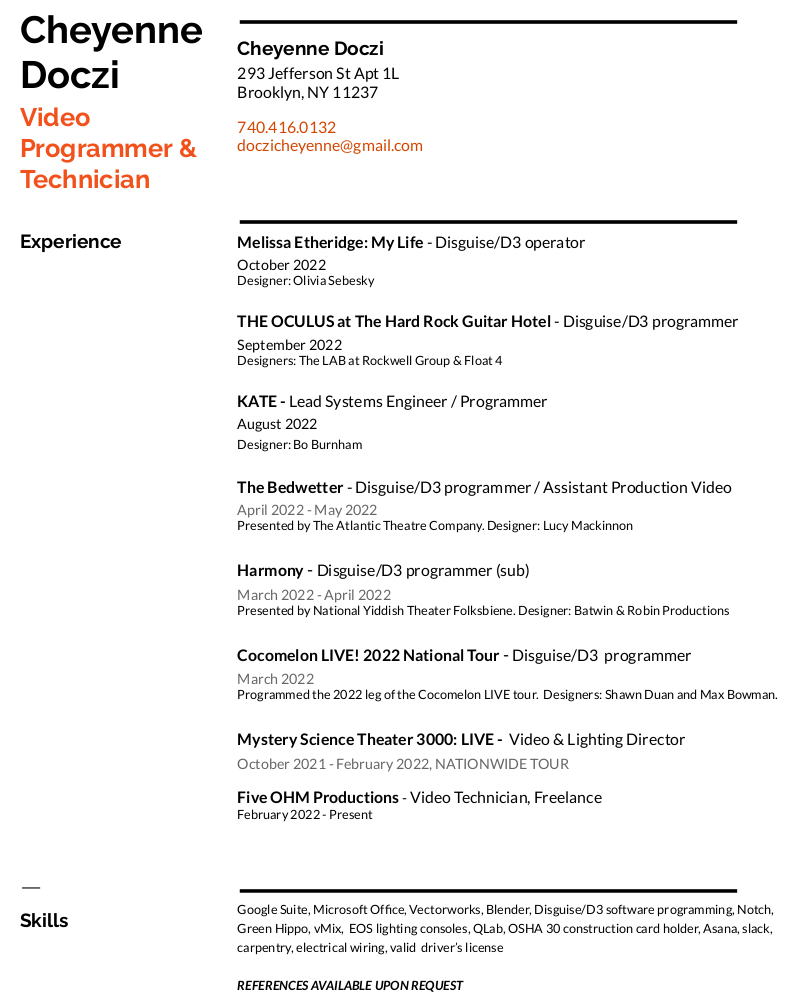 Cheyenne
Doczi
Video
Programmer &
Technician
Cheyenne Doczi
293 Jefferson St Apt 1L
Brooklyn, NY 11237
740.416.0132
doczicheyenne@gmail.com
Experience
Melissa Etheridge: My Life - Disguise/D3 operator
October 2022
Designer: Olivia Sebesky
THE OCULUS at The Hard Rock Guitar Hotel - Disguise/D3 programmer
September 2022
Designers: The LAB at Rockwell Group & Float 4
KATE - Lead Systems Engineer / Programmer
August 2022
Designer: Bo Burnham
The Bedwetter - Disguise/D3 programmer / Assistant Production Video
April 2022 - May 2022
Presented by The Atlantic Theatre Company. Designer: Lucy Mackinnon
Harmony - Disguise/D3 programmer (sub)
March 2022 - April 2022
Presented by National Yiddish Theater Folksbiene. Designer: Batwin & Robin Productions
Cocomelon LIVE! 2022 National Tour - Disguise/D3 programmer
March 2022
Programmed the 2022 leg of the Cocomelon LIVE tour. Designers: Shawn Duan and Max Bowman.
Mystery Science Theater 3000: LIVE - Video & Lighting Director
October 2021 - February 2022, NATIONWIDE TOUR
Five OHM Productions - Video Technician, Freelance
February 2022 - Present
Skills
Google Suite, Microsoft Office, Vectorworks, Blender, Disguise/D3 software programming, Notch,
Green Hippo, vMix, EOS lighting consoles, QLab, OSHA 30 construction card holder, Asana, slack,
carpentry, electrical wiring, valid driver's license
REFERENCES AVAILABLE UPON REQUEST